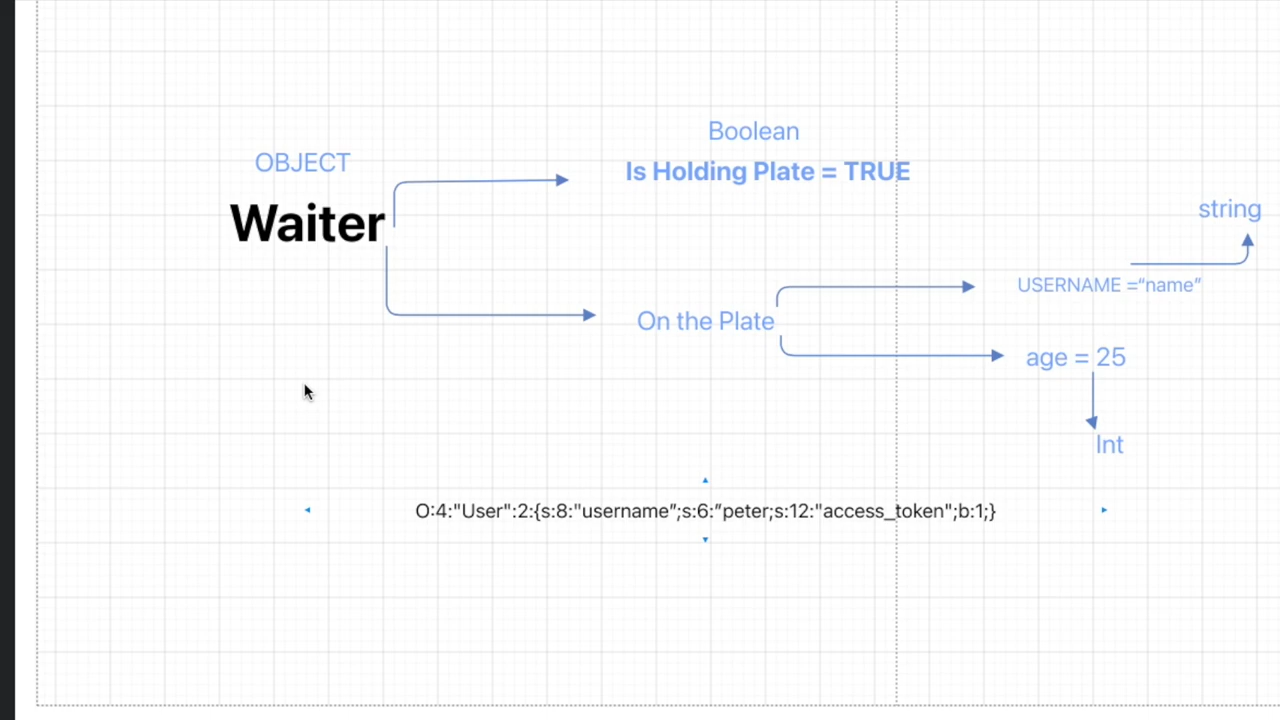 Boolean
OBJECT
Is Holding Plate = TRUE
Waiter
string
USERNAME =“name”
On the Plate
age = 25
Int
O:4:"User":2:{s:8:"username”;s:6:”peter;s:12:"access_token";b:1;}